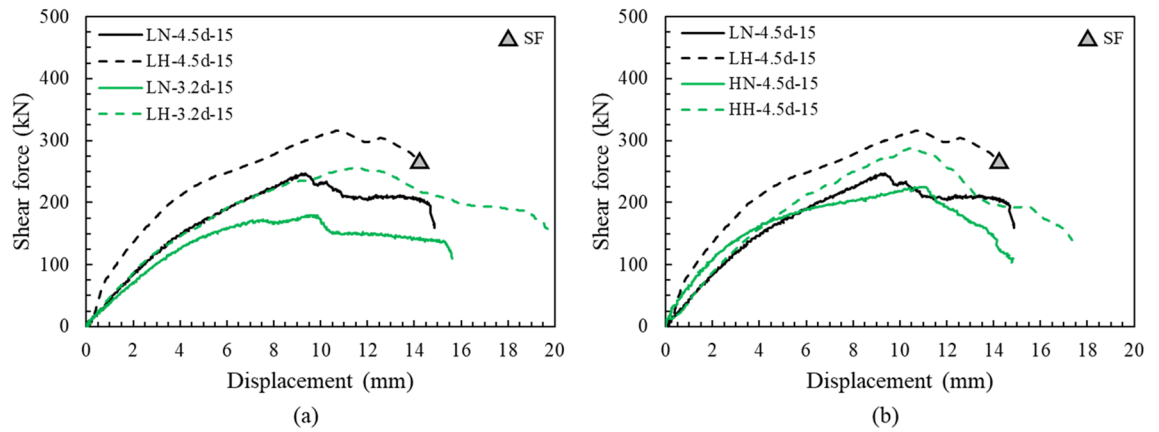 500
400
300
200
100
0
Shear force (kN)
LN-4.5d-15
LH-4.5d-15
LN-3.2d-15
LH-3.2d-15
SF
0 2 4 6 8 10 12 14 16 18 20
Displacement (mm)
(a)
500
400
300
200
100
0
Shear force (kN)
LN-4.5d-15
LH-4.5d-15
HN-4.5d-15
HH-4.5d-15
SF
0 2 4 6 8 10 12 14 16 18 20
Displacement (mm)
(b)